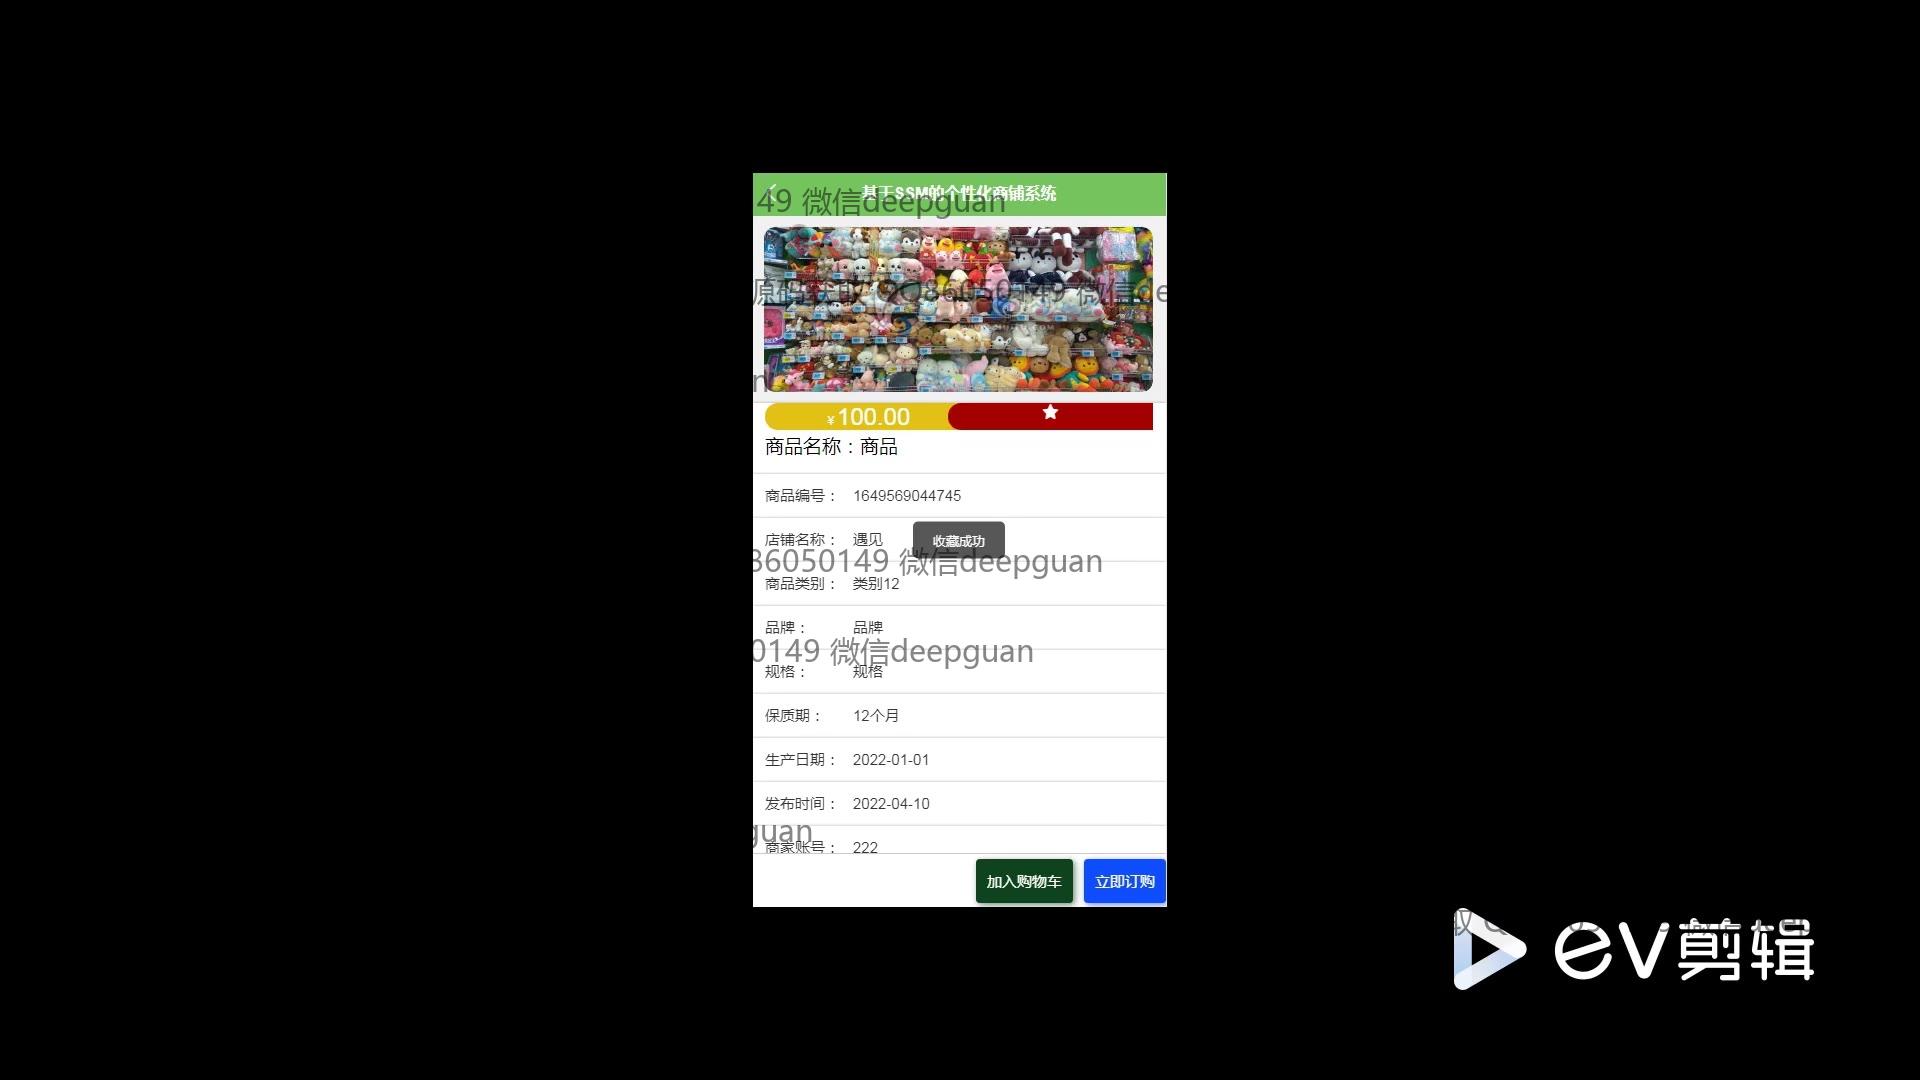 基于SSM的个性化商铺系统
49 微信deepguan
源码获取 QQ86050149 微信de
¥100.00
商品名称：商品
商品编号： 1649569044745
店铺名称： 遇见
收藏成功
86050149 微信deepguan
商品类别： 类别12
品牌： 品牌
0149 微信deepguan
规格： 规格
保质期： 12个月
生产日期： 2022-01-01
发布时间： 2022-04-10
guan
商家账号： 222
加入购物车 立即订购
ev剪辑